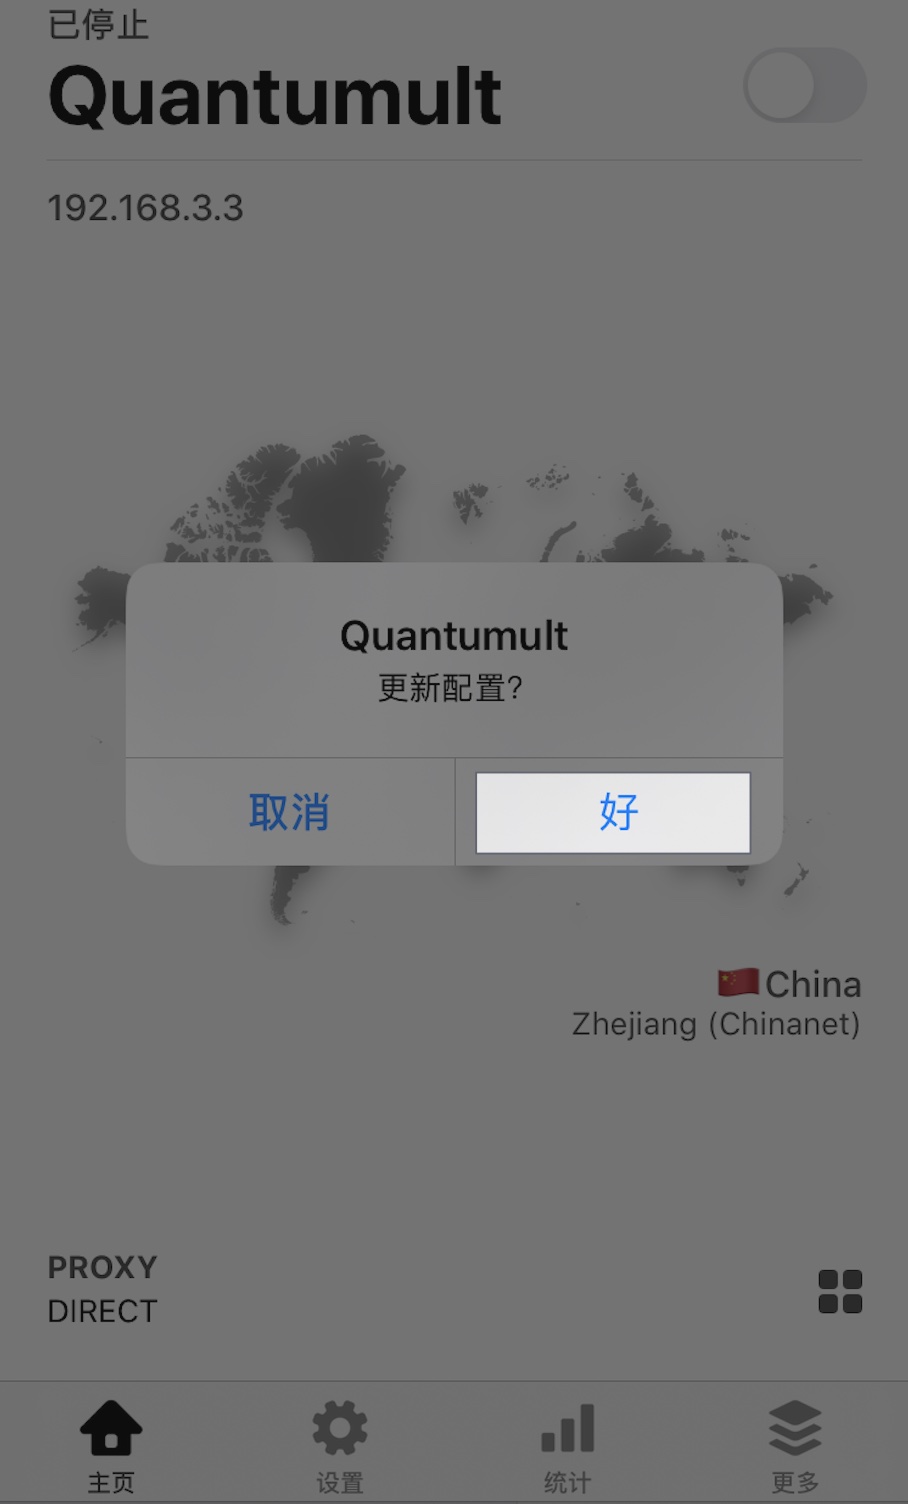 已停止
Quantumult
192.168.3.3
Quantumult
更新配置?
取消
好
China
Zhejiang (Chinanet)
PROXY
DIRECT
主页
设置
统计
更多